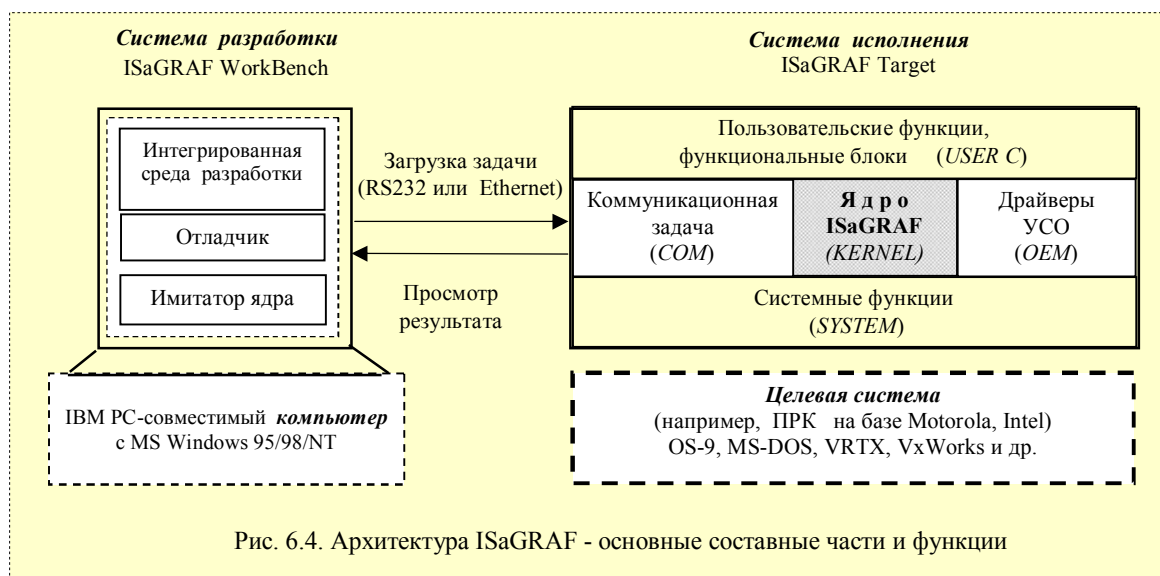 Система разработки
ISaGRAF WorkBench
Интегрированная
среда разработки
Отладчик
Имитатор ядра
IBM PC-совместимый компьютер
с MS Windows 95/98/NT
Загрузка задачи
(RS232 или Ethernet)
Просмотр
результата
Система исполнения
ISaGRAF Target
Пользовательские функции,
функциональные блоки (USER C)
Коммуникационная
задача
(COM)
Я д р о
ISaGRAF
(KERNEL)
Драйверы
УСО
(OEM)
Системные функции
(SYSTEM)
Целевая система
(например, ПРК на базе Motorola, Intel)
OS-9, MS-DOS, VRTX, VxWorks и др.
Рис. 6.4. Архитектура ISaGRAF - основные составные части и функции